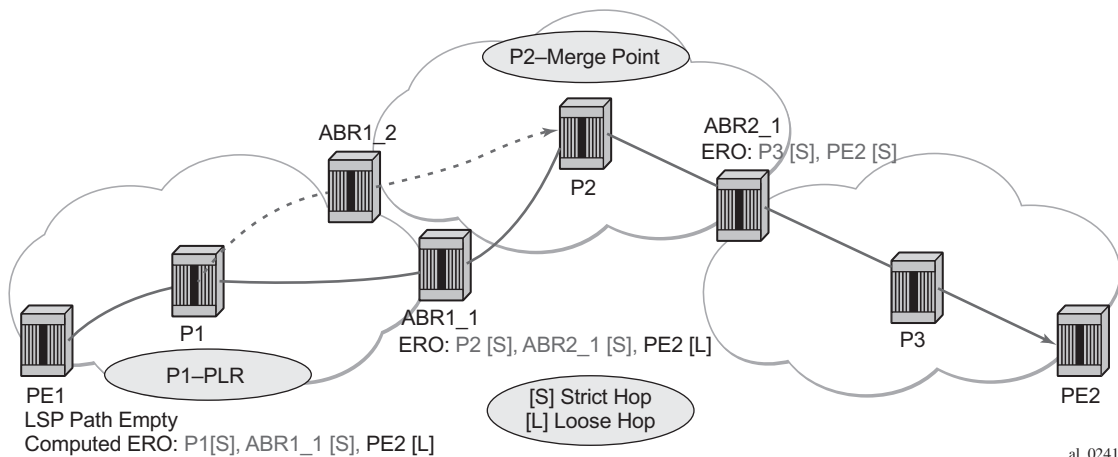 P2–Merge Point
ABR1_2
P2
ABR2_1
ERO: P3 [S], PE2 [S]
P1
ABR1_1
ERO: P2 [S], ABR2_1 [S], PE2 [L]
P1–PLR
P3
PE2
PE1
LSP Path Empty
Computed ERO: P1[S], ABR1_1 [S], PE2 [L]
[S] Strict Hop
[L] Loose Hop
al_0241